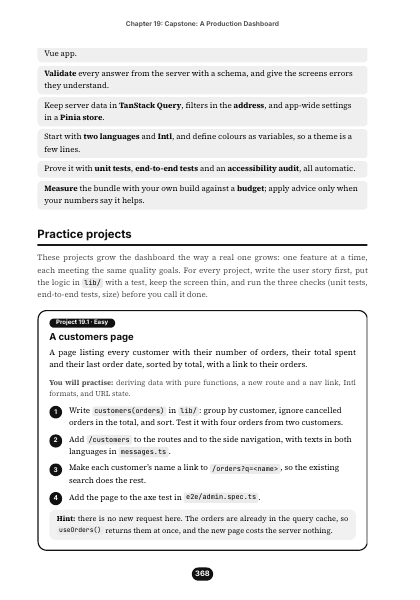 Chapter 19: Capstone: A Production Dashboard
Vue app.
Validate every answer from the server with a schema, and give the screens errors
they understand.
Keep server data in TanStack Query, filters in the address, and app-wide settings
in a Pinia store.
Start with two languages and Intl, and define colours as variables, so a theme is a
few lines.
Prove it with unit tests, end-to-end tests and an accessibility audit, all automatic.
Measure the bundle with your own build against a budget; apply advice only when
your numbers say it helps.
Practice projects
These projects grow the dashboard the way a real one grows: one feature at a time,
each meeting the same quality goals. For every project, write the user story first, put
the logic in lib/ with a test, keep the screen thin, and run the three checks (unit tests,
end-to-end tests, size) before you call it done.
Project 19.1 · Easy
A customers page
A page listing every customer with their number of orders, their total spent
and their last order date, sorted by total, with a link to their orders.
You will practise: deriving data with pure functions, a new route and a nav link, Intl
formats, and URL state.
1 Write customers(orders) in lib/: group by customer, ignore cancelled
orders in the total, and sort. Test it with four orders from two customers.
2 Add /customers to the routes and to the side navigation, with texts in both
languages in messages.ts.
3 Make each customer's name a link to /orders?q=<name>, so the existing
search does the rest.
4 Add the page to the axe test in e2e/admin.spec.ts.
Hint: there is no new request here. The orders are already in the query cache, so
useOrders() returns them at once, and the new page costs the server nothing.
368